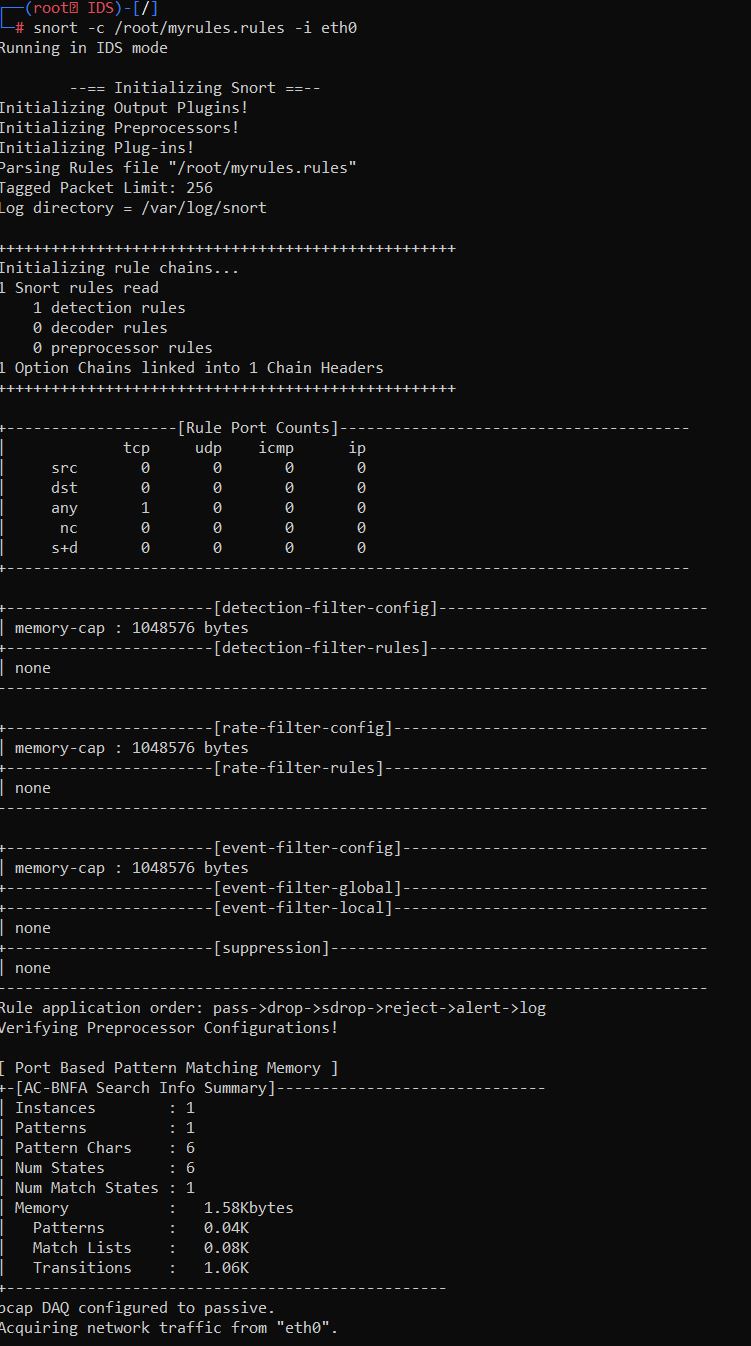 ┌──(root㉿ IDS)-[/]
└─# snort -c /root/myrules.rules -i eth0
Running in IDS mode

        --== Initializing Snort ==--
Initializing Output Plugins!
Initializing Preprocessors!
Initializing Plug-ins!
Parsing Rules file "/root/myrules.rules"
Tagged Packet Limit: 256
Log directory = /var/log/snort

+++++++++++++++++++++++++++++++++++++++++++++++++++
Initializing rule chains...
1 Snort rules read
    1 detection rules
    0 decoder rules
    0 preprocessor rules
1 Option Chains linked into 1 Chain Headers
+++++++++++++++++++++++++++++++++++++++++++++++++++

+-------------------[Rule Port Counts]---------------------------------------
|             tcp     udp    icmp      ip
|     src       0       0       0       0
|     dst       0       0       0       0
|     any       1       0       0       0
|      nc       0       0       0       0
|     s+d       0       0       0       0
+----------------------------------------------------------------------------

+-----------------------[detection-filter-config]------------------------------
| memory-cap : 1048576 bytes
+-----------------------[detection-filter-rules]-------------------------------
| none
-------------------------------------------------------------------------------

+-----------------------[rate-filter-config]-----------------------------------
| memory-cap : 1048576 bytes
+-----------------------[rate-filter-rules]------------------------------------
| none
-------------------------------------------------------------------------------

+-----------------------[event-filter-config]----------------------------------
| memory-cap : 1048576 bytes
+-----------------------[event-filter-global]----------------------------------
+-----------------------[event-filter-local]-----------------------------------
| none
+-----------------------[suppression]------------------------------------------
| none
-------------------------------------------------------------------------------
Rule application order: pass->drop->sdrop->reject->alert->log
Verifying Preprocessor Configurations!

[ Port Based Pattern Matching Memory ]
+-[AC-BNFA Search Info Summary]------------------------------
| Instances        : 1
| Patterns         : 1
| Pattern Chars    : 6
| Num States       : 6
| Num Match States : 1
| Memory           :   1.58Kbytes
|   Patterns       :   0.04K
|   Match Lists    :   0.08K
|   Transitions    :   1.06K
+-------------------------------------------------
pcap DAQ configured to passive.
Acquiring network traffic from "eth0".